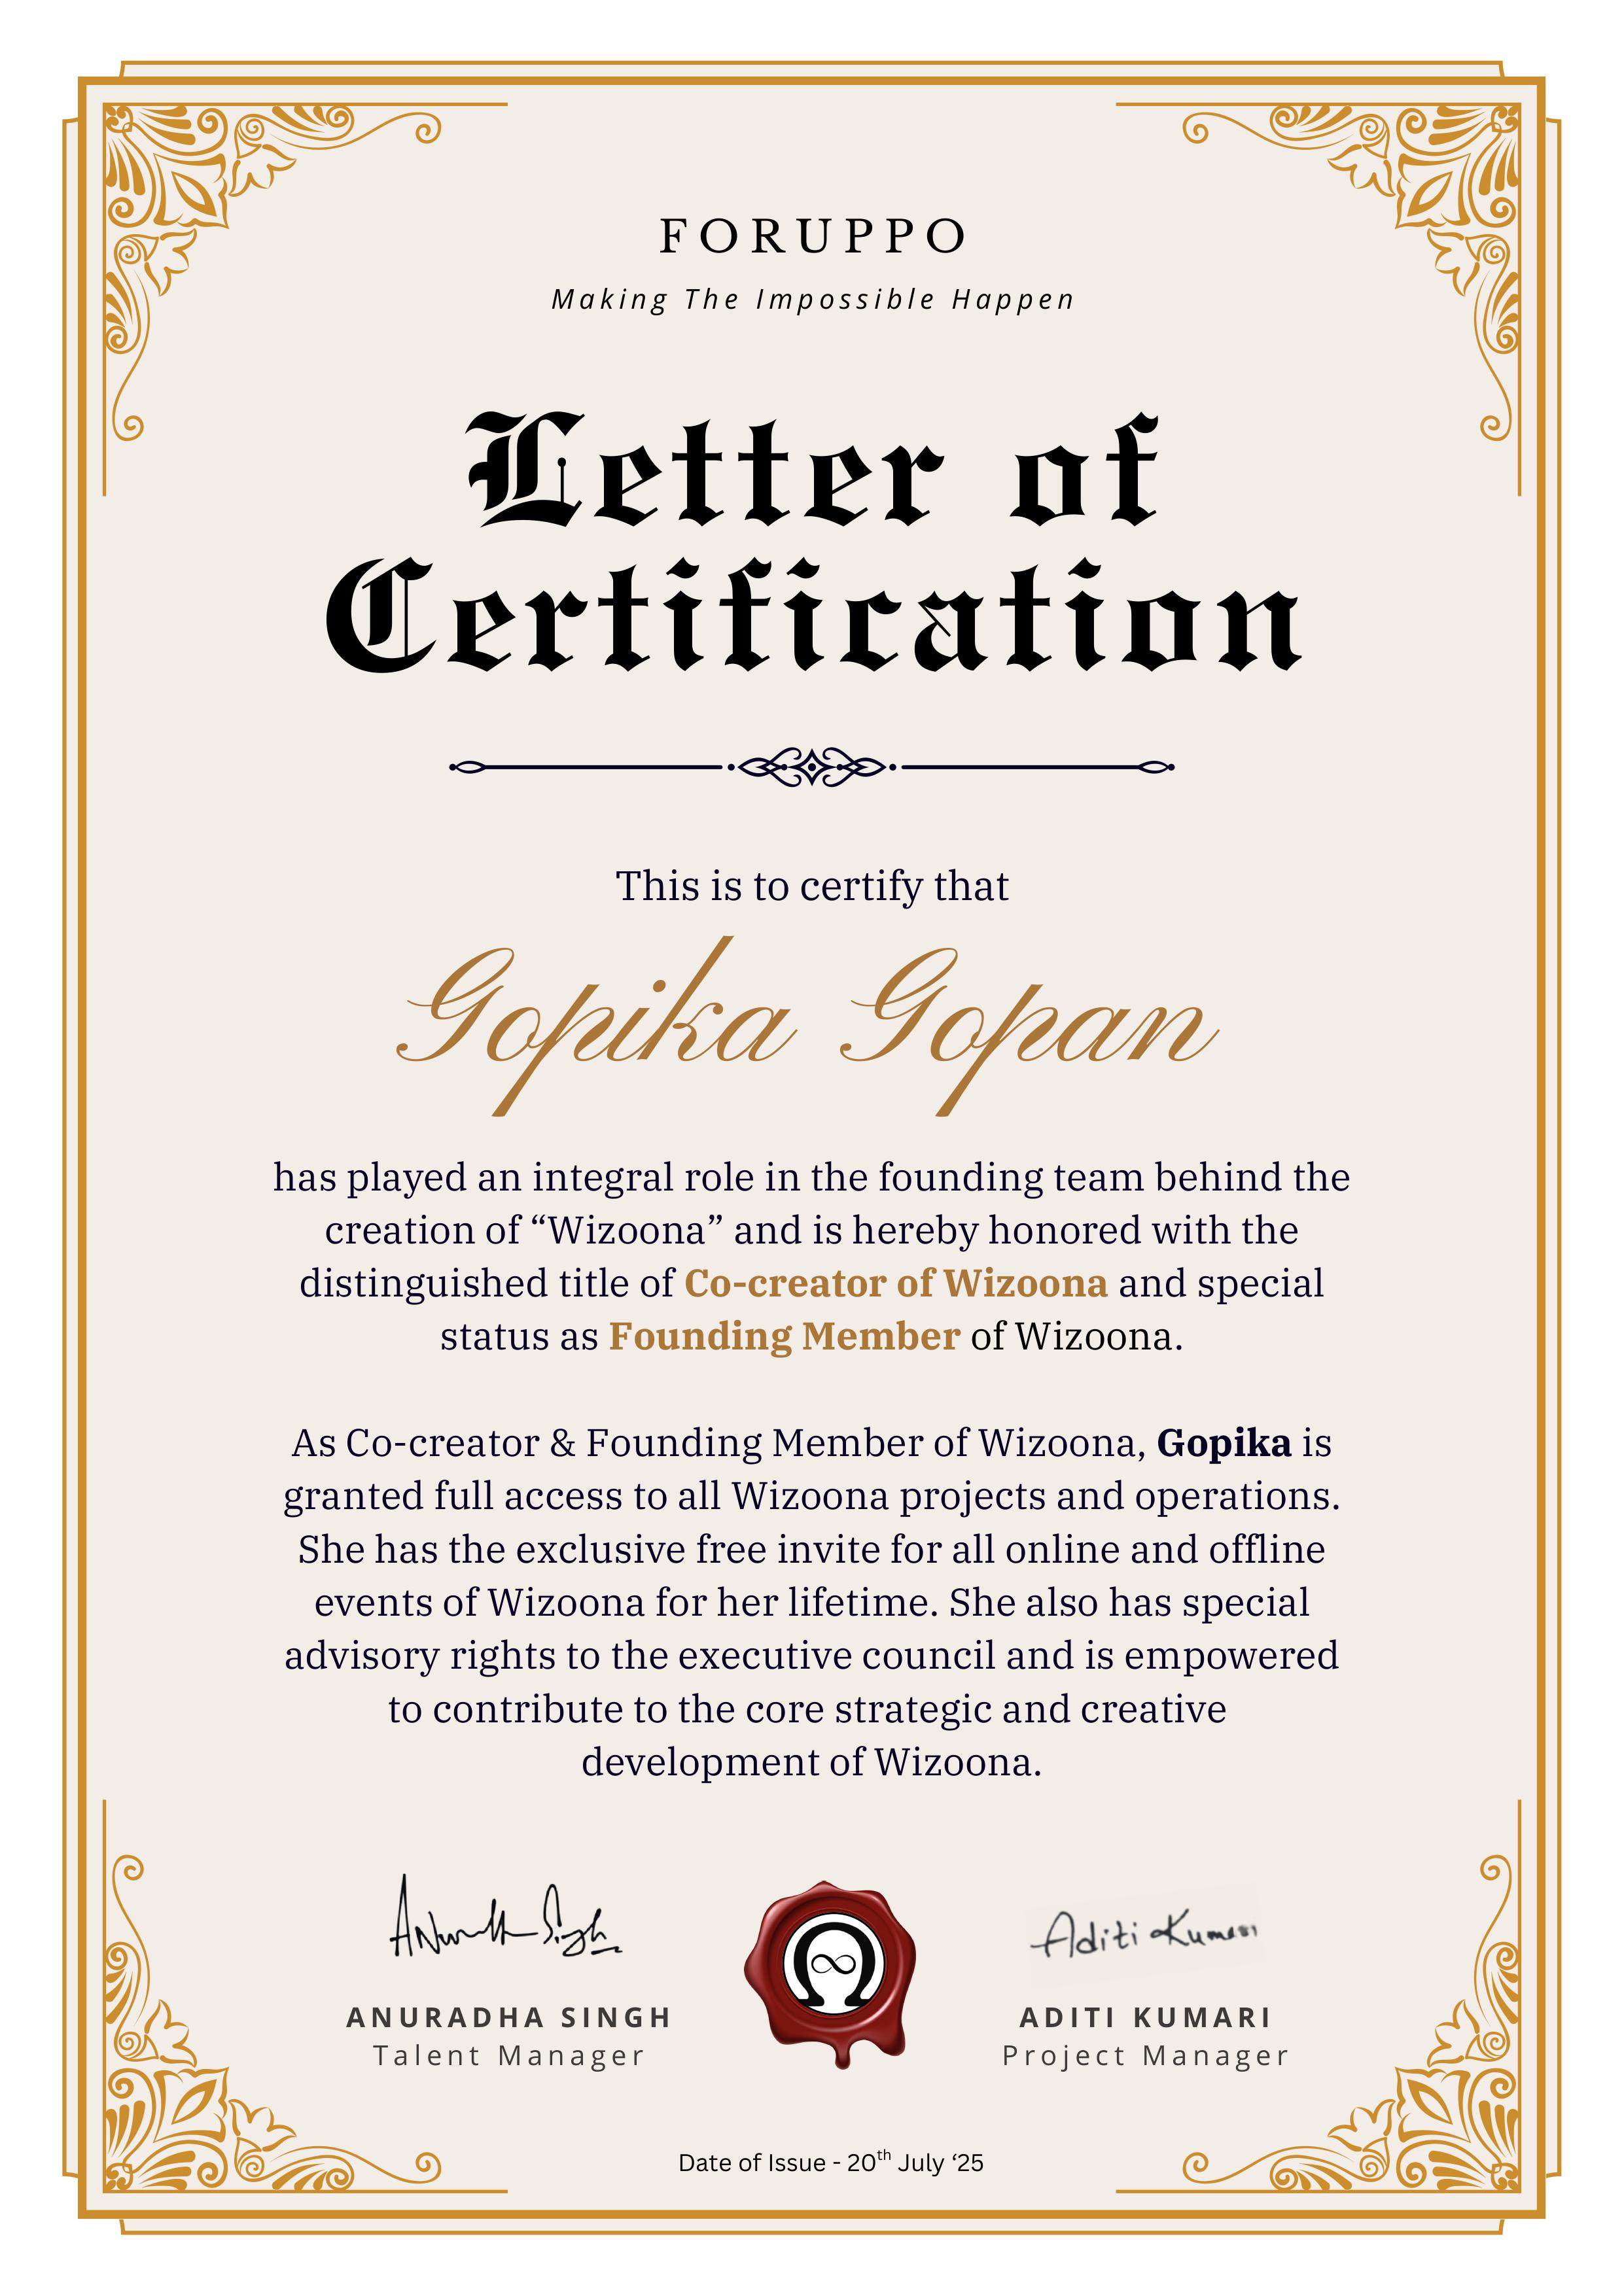 FORUPPO
Making The Impossible Happen
Letter of
Certification
This is to certify that
Gopika Gopan
has played an integral role in the founding team behind the
creation of “Wizoona” and is hereby honored with the
distinguished title of Co-creator of Wizoona and special
status as Founding Member of Wizoona.
As Co-creator & Founding Member of Wizoona, Gopika is
granted full access to all Wizoona projects and operations.
She has the exclusive free invite for all online and offline
events of Wizoona for her lifetime. She also has special
advisory rights to the executive council and is empowered
to contribute to the core strategic and creative
development of Wizoona.
Anuradha Singh
Aditi Kumari
ANURADHA SINGH
Talent Manager
ADITI KUMARI
Project Manager
Date of Issue - 20th July ‘25